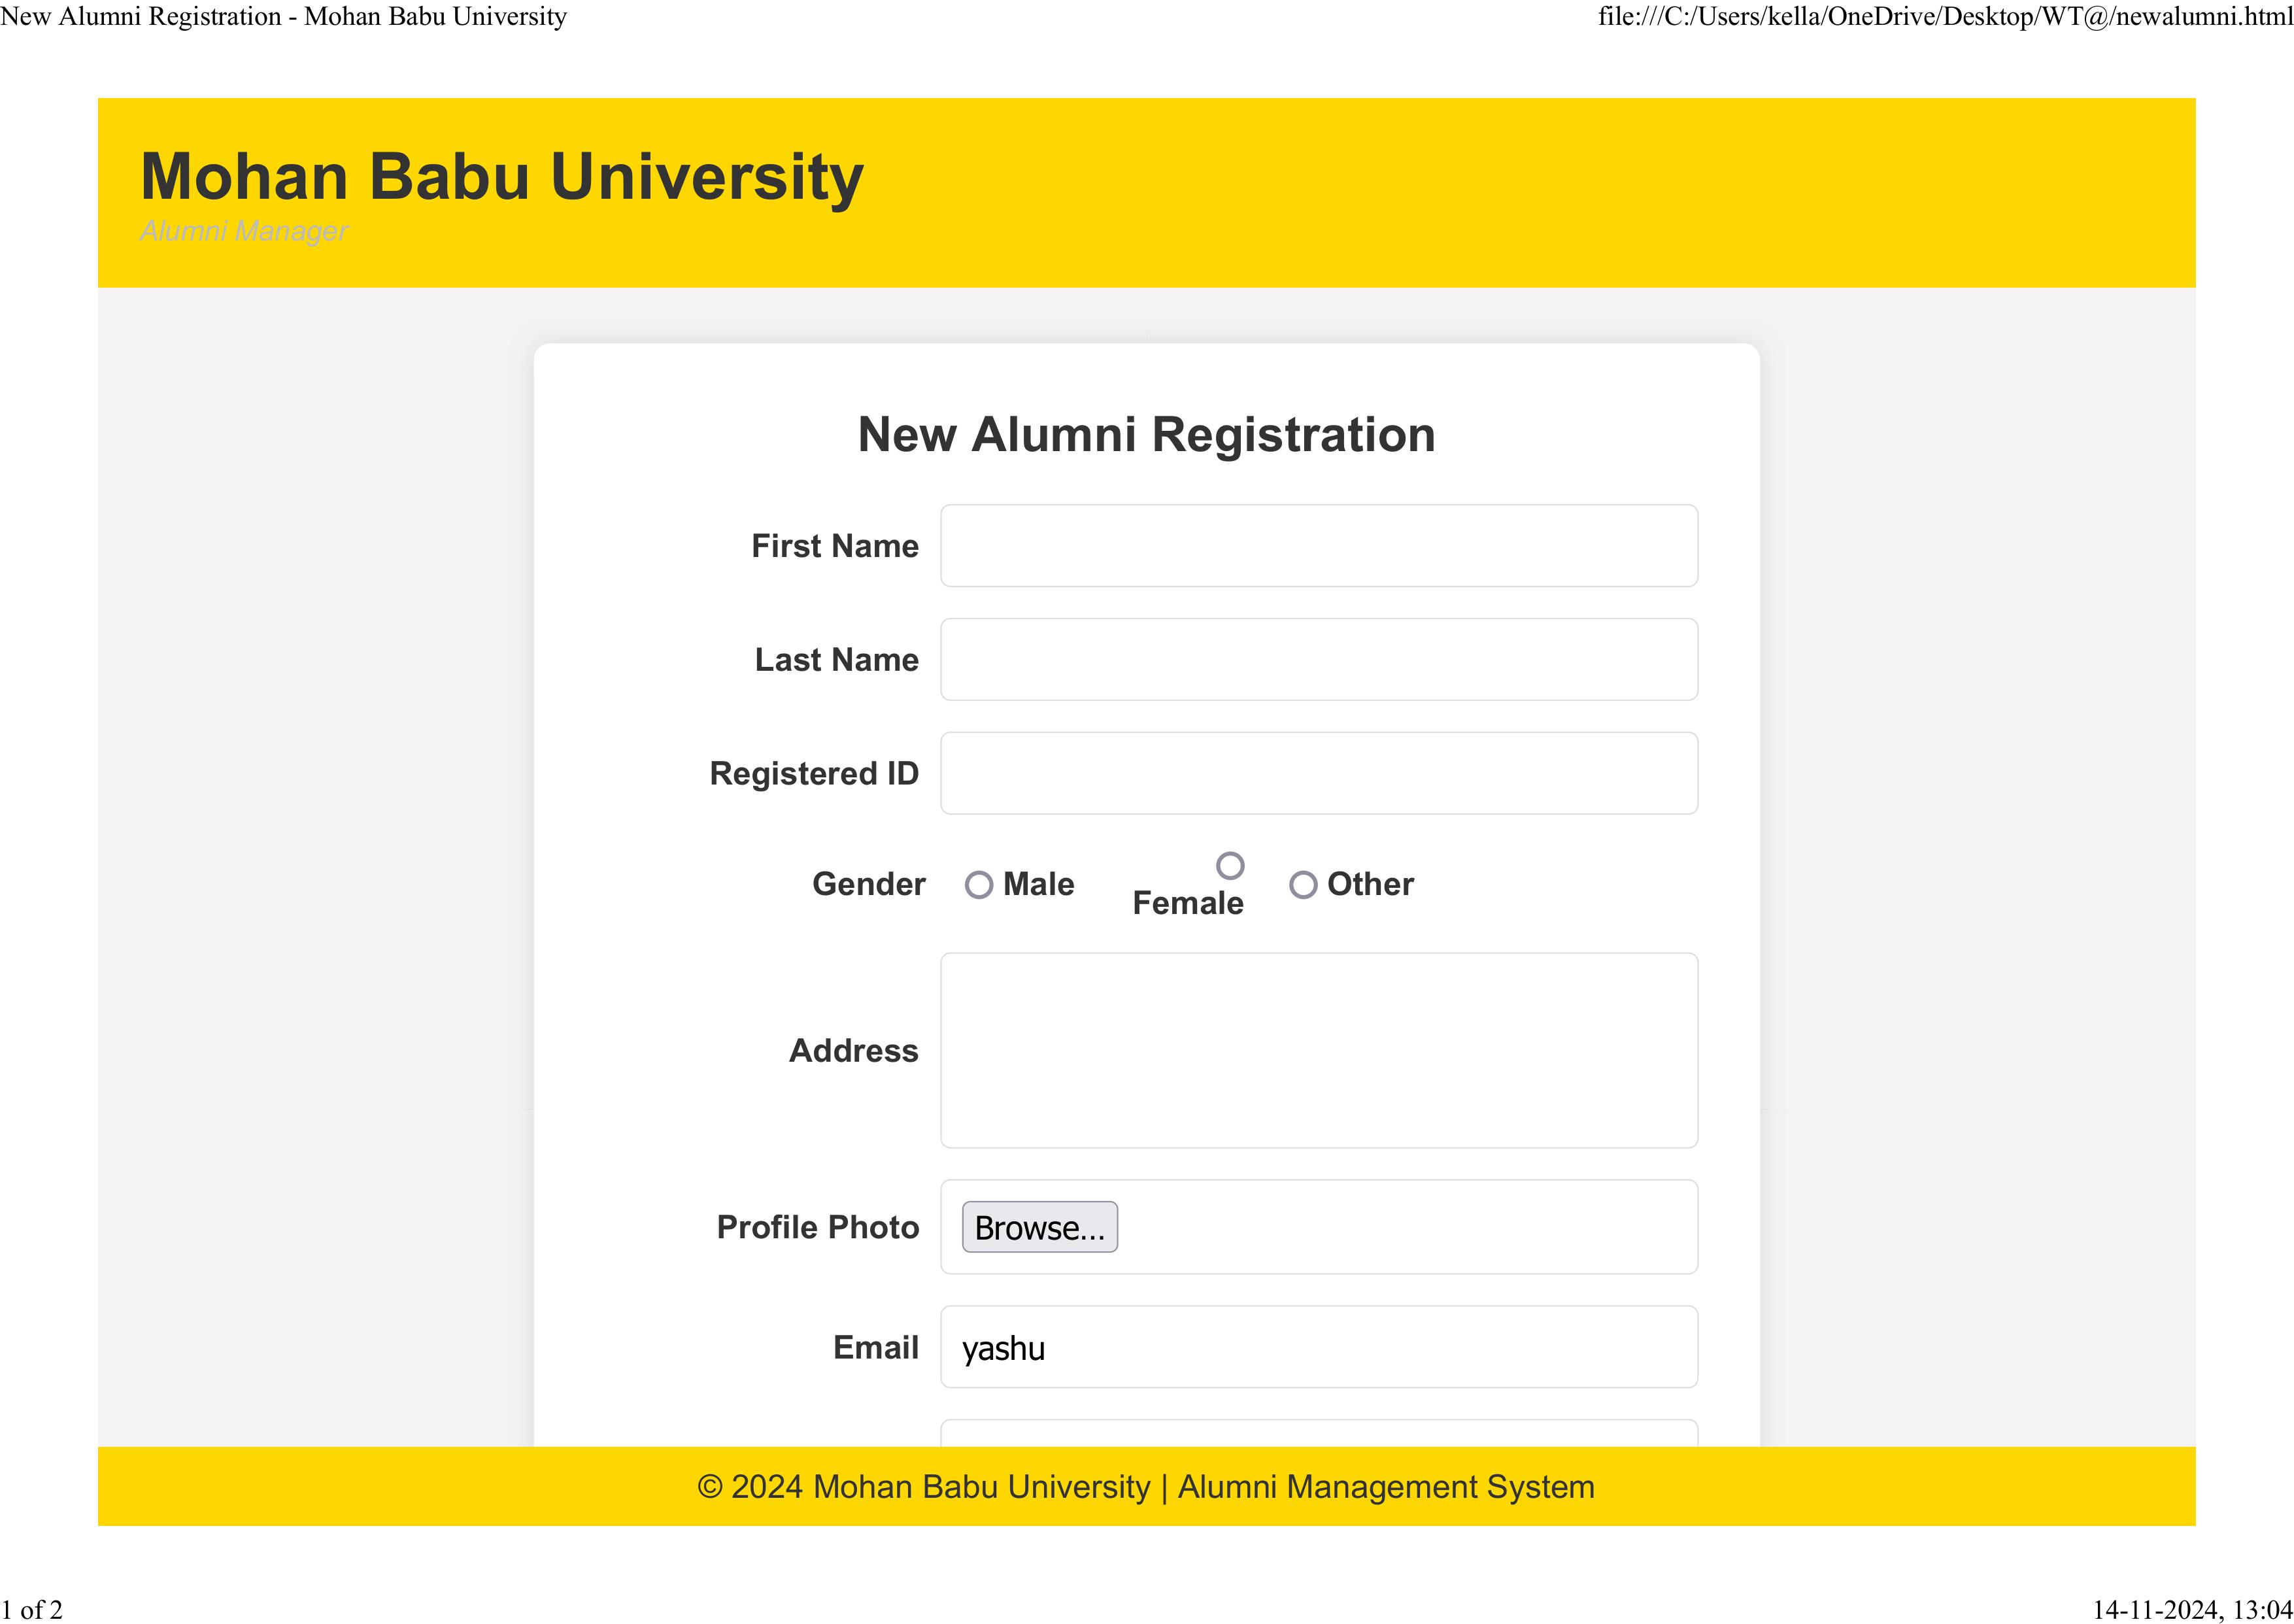 New Alumni Registration - Mohan Babu University
file:///C:/Users/kella/OneDrive/Desktop/WT@/newalumni.html
Mohan Babu University
Alumni Manager
New Alumni Registration
First Name
Last Name
Registered ID
Gender Male Female Other
Address
Profile Photo Browse...
Email yashu
© 2024 Mohan Babu University | Alumni Management System
1 of 2
14-11-2024, 13:04